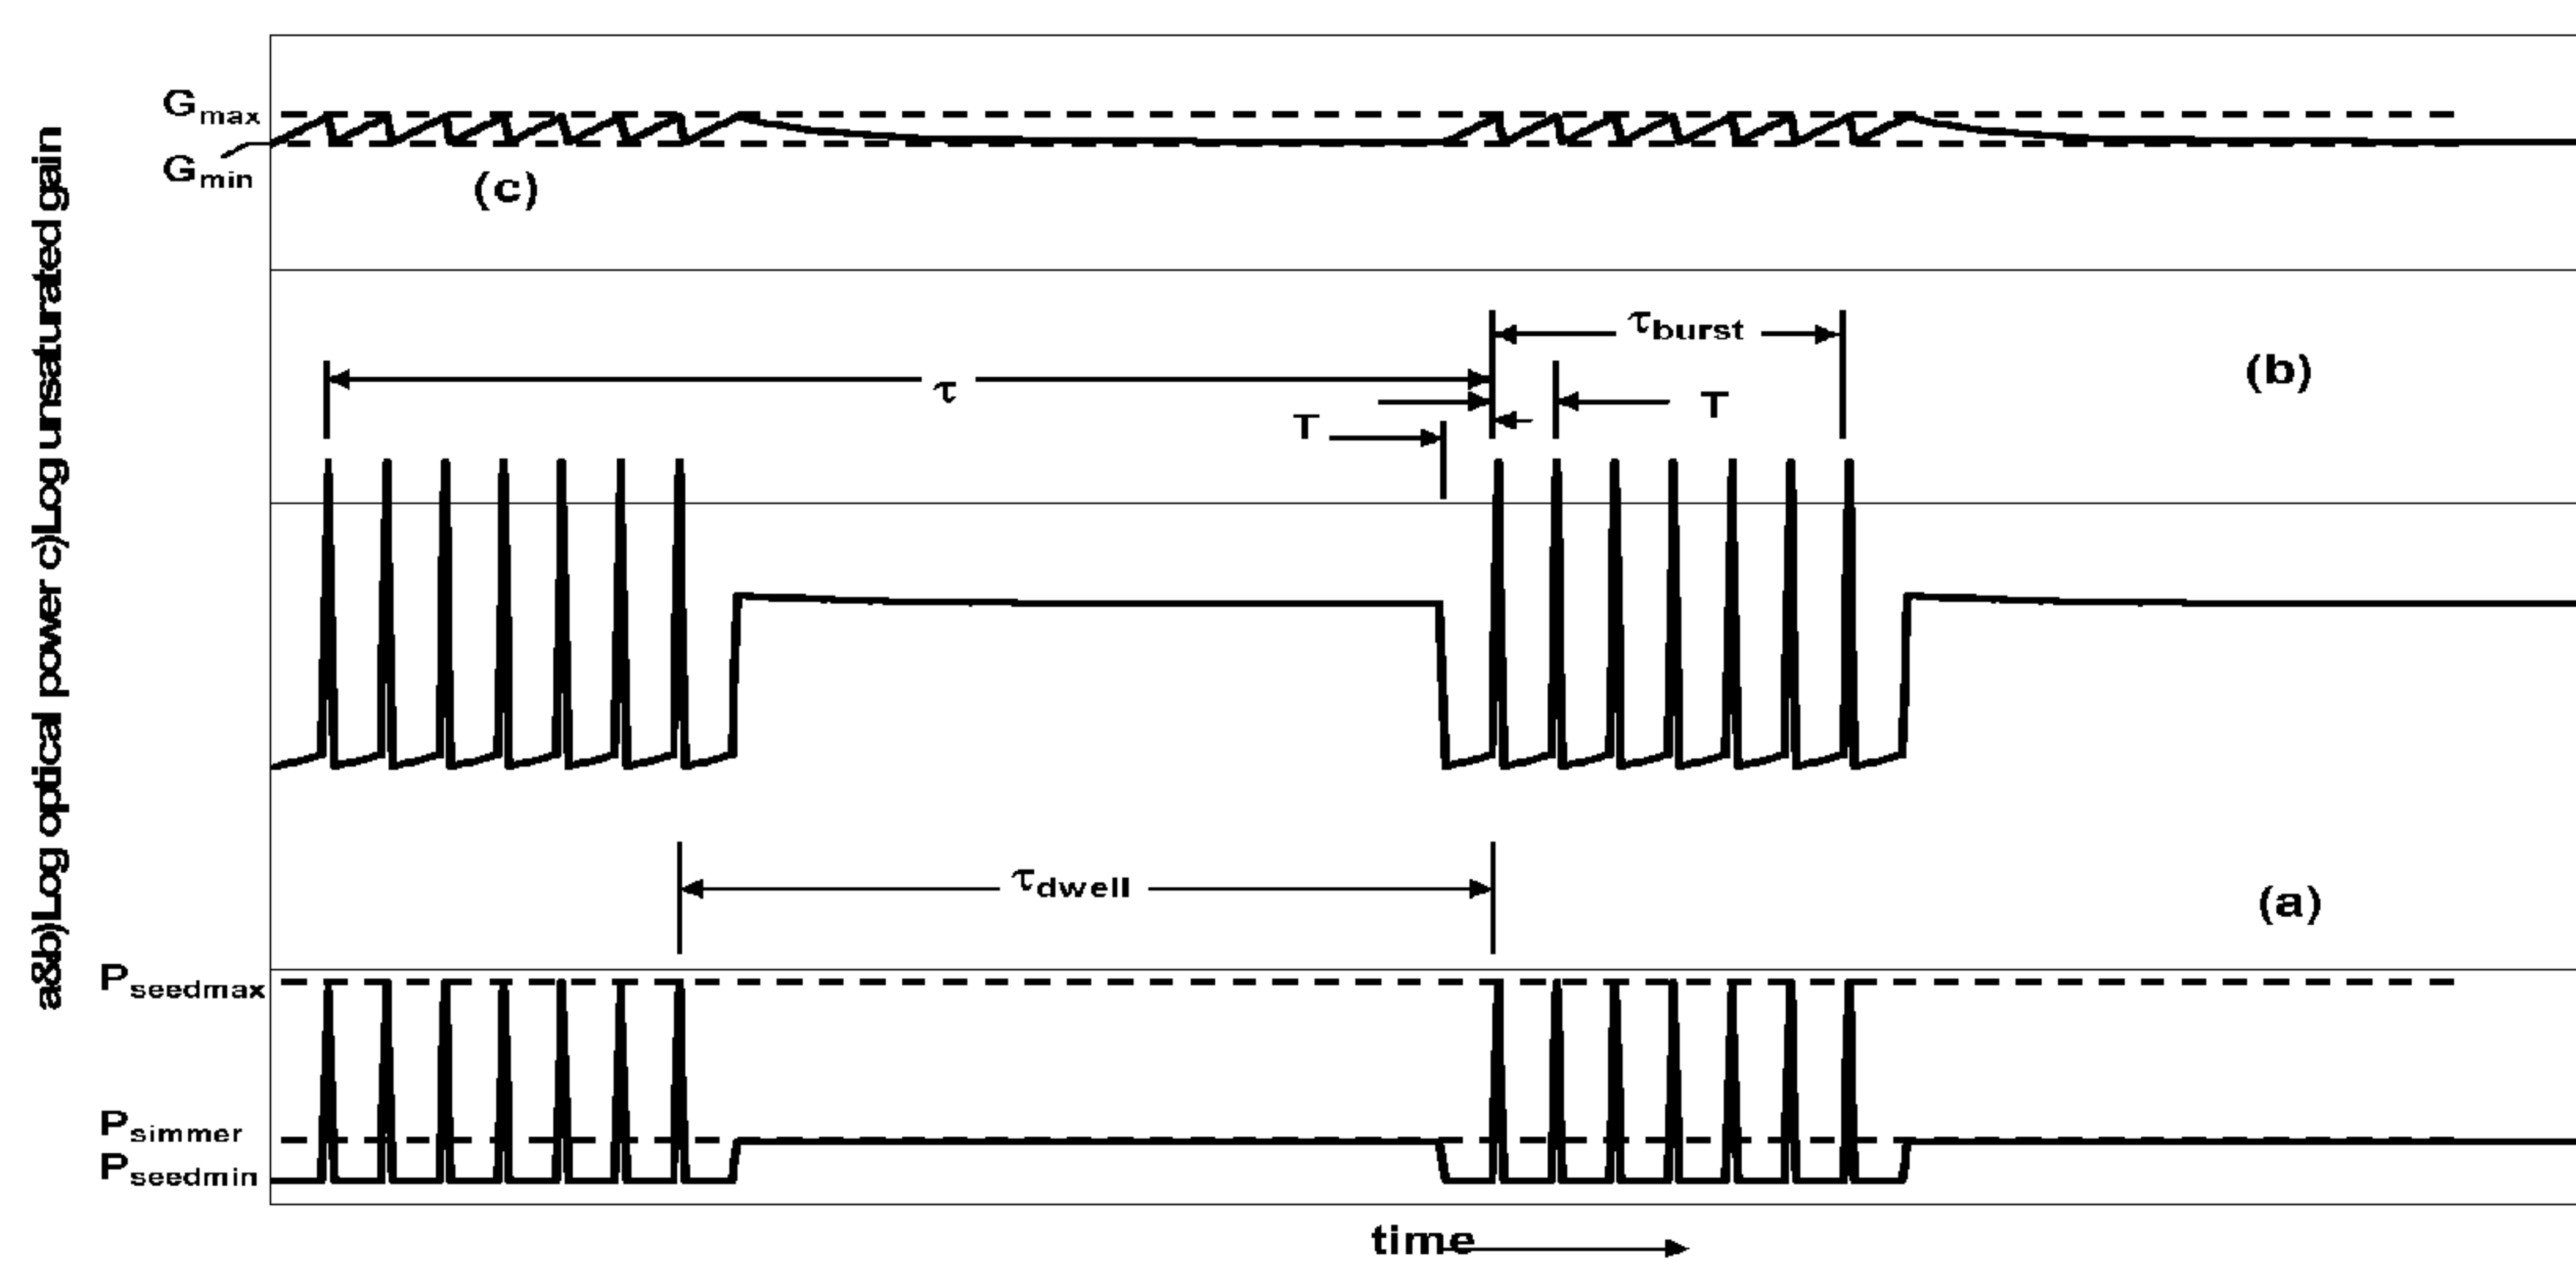 a&b)Log optical power c)Log unsaturated gain
Gmax
Gmin
(c)
τburst
(b)
τ
T
T
τdwell
(a)
Pseedmax
Psimmer
Pseedmin
time